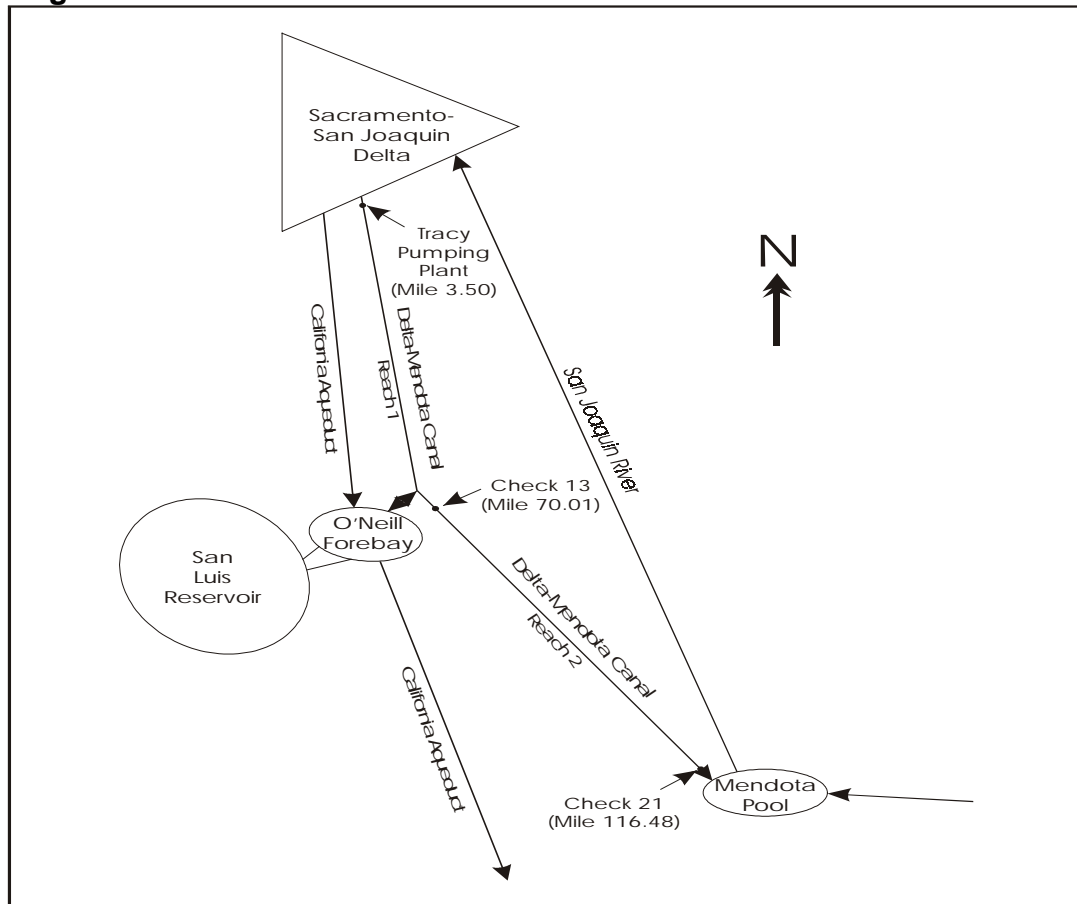 Sacramento-
San Joaquin
Delta
Tracy
Pumping
Plant
(Mile 3.50)
N
California Aqueduct
Delta-Mendota Canal
Reach 1
San Joaquin River
Check 13
(Mile 70.01)
O'Neill
Forebay
San
Luis
Reservoir
Delta-Mendota Canal
Reach 2
California Aqueduct
Check 21
(Mile 116.48)
Mendota
Pool